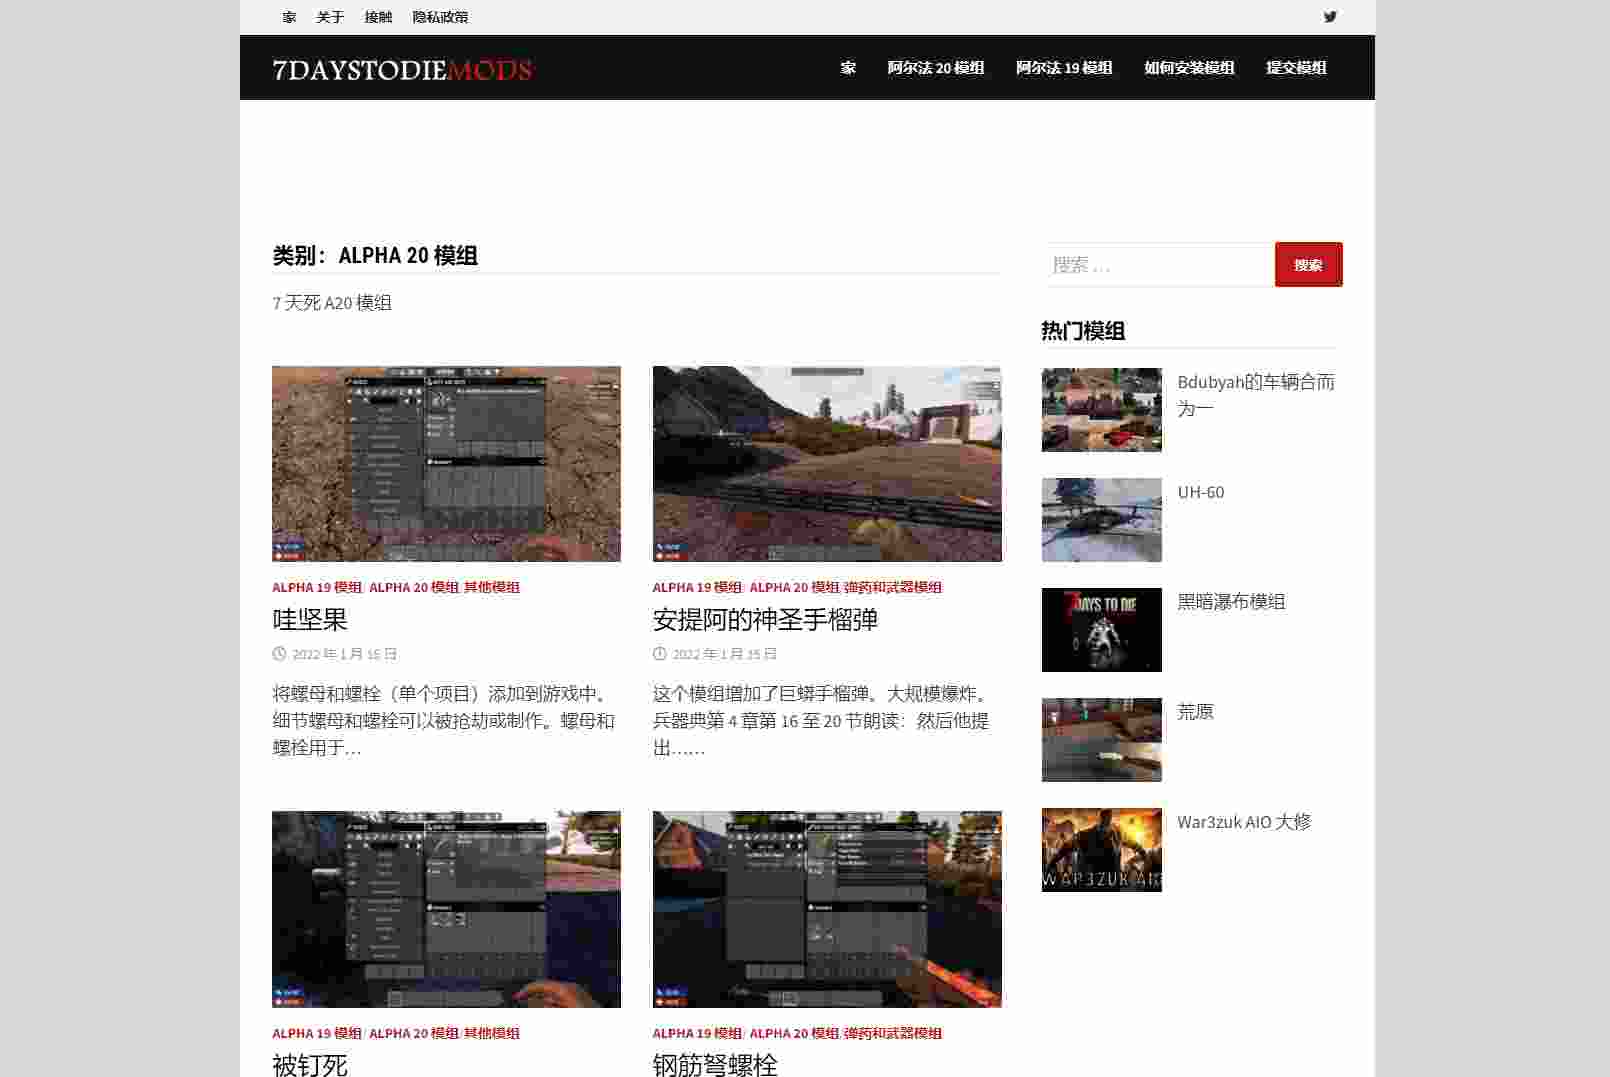 家 关于 接触 隐私政策
7DAYSTODIEMODS
家 阿尔法 20 模组 阿尔法 19 模组 如何安装模组 提交模组
类别：ALPHA 20 模组
7 天死 A20 模组
搜索 …
搜索
ALPHA 19 模组/ ALPHA 20 模组/其他模组
哇坚果
2022 年 1 月 15 日
将螺母和螺栓（单个项目）添加到游戏中。
细节螺母和螺栓可以被抢劫或制作。螺母和
螺栓用于…
ALPHA 19 模组/ ALPHA 20 模组/弹药和武器模组
安提阿的神圣手榴弹
2022 年 1 月 15 日
这个模组增加了巨蟒手榴弹。大规模爆炸。
兵器典第 4 章第 16 至 20 节朗读：然后他提
出……
ALPHA 19 模组/ ALPHA 20 模组/其他模组
被钉死
ALPHA 19 模组/ ALPHA 20 模组/弹药和武器模组
钢筋弩螺栓
热门模组
Bdubyah的车辆合而
为一
UH-60
7 DAYS TO DIE
黑暗瀑布模组
荒原
WAR3ZUK AIO
War3zuk AIO 大修